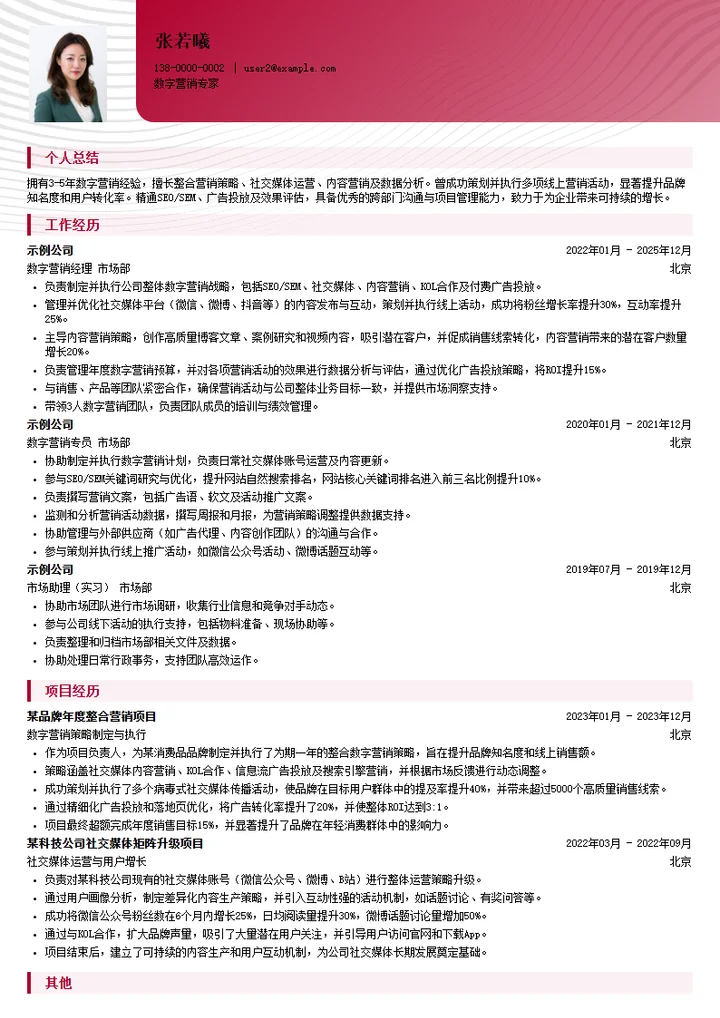 张若曦
138-0000-0002 | user2@example.com
数字营销专家
个人总结
拥有3-5年数字营销经验，擅长整合营销策略、社交媒体运营、内容营销及数据分析。曾成功策划并执行多项线上营销活动，显著提升品牌
知名度和用户转化率。精通SEO/SEM、广告投放及效果评估，具备优秀的跨部门沟通与项目管理能力，致力于为企业带来可持续的增长。
工作经历
示例公司 2022年01月 - 2025年12月
数字营销经理 市场部 北京
• 负责制定并执行公司整体数字营销战略，包括SEO/SEM、社交媒体、内容营销、KOL合作及付费广告投放。
• 管理并优化社交媒体平台（微信、微博、抖音等）的内容发布与互动，策划并执行线上活动，成功将粉丝增长率提升30%，互动率提升
25%。
• 主导内容营销策略，创作高质量博客文章、案例研究和视频内容，吸引潜在客户，并促成销售线索转化，内容营销带来的潜在客户数量
增长20%。
• 负责管理年度数字营销预算，并对各项营销活动的效果进行数据分析与评估，通过优化广告投放策略，将ROI提升15%。
• 与销售、产品等团队紧密合作，确保营销活动与公司整体业务目标一致，并提供市场洞察支持。
• 带领3人数字营销团队，负责团队成员的培训与绩效管理。
示例公司 2020年01月 - 2021年12月
数字营销专员 市场部 北京
• 协助制定并执行数字营销计划，负责日常社交媒体账号运营及内容更新。
• 参与SEO/SEM关键词研究与优化，提升网站自然搜索排名，网站核心关键词排名进入前三名比例提升10%。
• 负责撰写营销文案，包括广告语、软文及活动推广文案。
• 监测和分析营销活动数据，撰写周报和月报，为营销策略调整提供数据支持。
• 协助管理与外部供应商（如广告代理、内容创作团队）的沟通与合作。
• 参与策划并执行线上推广活动，如微信公众号活动、微博话题互动等。
示例公司 2019年07月 - 2019年12月
市场助理（实习） 市场部 北京
• 协助市场团队进行市场调研，收集行业信息和竞争对手动态。
• 参与公司线下活动的执行支持，包括物料准备、现场协助等。
• 负责整理和归档市场部相关文件及数据。
• 协助处理日常行政事务，支持团队高效运作。
项目经历
某品牌年度整合营销项目 2023年01月 - 2023年12月
数字营销策略制定与执行 北京
• 作为项目负责人，为某消费品品牌制定并执行了为期一年的整合数字营销策略，旨在提升品牌知名度和线上销售额。
• 策略涵盖社交媒体内容营销、KOL合作、信息流广告投放及搜索引擎营销，并根据市场反馈进行动态调整。
• 成功策划并执行了多个病毒式社交媒体传播活动，使品牌在目标用户群体中的提及率提升40%，并带来超过5000个高质量销售线索。
• 通过精细化广告投放和落地页优化，将广告转化率提升了20%，并使整体ROI达到3:1。
• 项目最终超额完成年度销售目标15%，并显著提升了品牌在年轻消费群体中的影响力。
某科技公司社交媒体矩阵升级项目 2022年03月 - 2022年09月
社交媒体运营与用户增长 北京
• 负责对某科技公司现有的社交媒体账号（微信公众号、微博、B站）进行整体运营策略升级。
• 通过用户画像分析，制定差异化内容生产策略，并引入互动性强的活动机制，如话题讨论、有奖问答等。
• 成功将微信公众号粉丝数在6个月内增长25%，日均阅读量提升30%，微博话题讨论量增加50%。
• 通过与KOL合作，扩大品牌声量，吸引了大量潜在用户关注，并引导用户访问官网和下载App。
• 项目结束后，建立了可持续的内容生产和用户互动机制，为公司社交媒体长期发展奠定基础。
其他